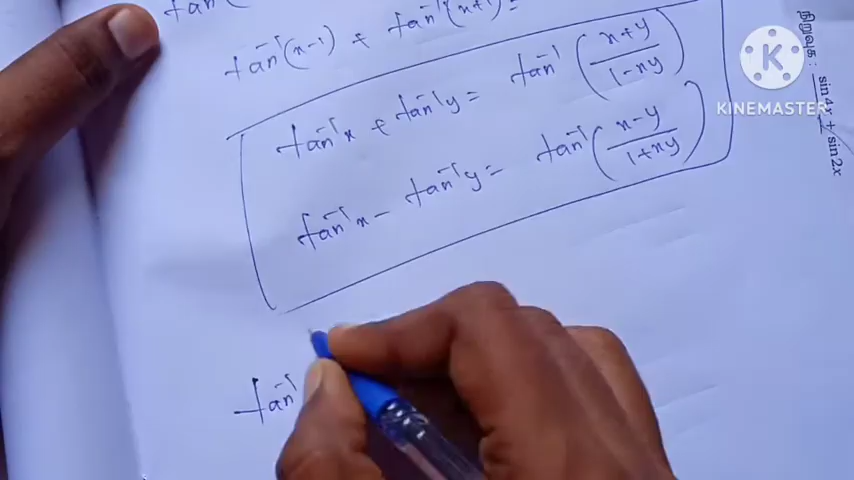 tan(
tan⁻¹(x-1) + tan⁻¹(x+1) =
tan⁻¹x + tan⁻¹y = tan⁻¹(x+y/1-xy)
tan⁻¹x - tan⁻¹y = tan⁻¹(x-y/1+xy)
tan⁻¹
நிறுவுக :
sin4x + sin2x
K
KINEMASTER